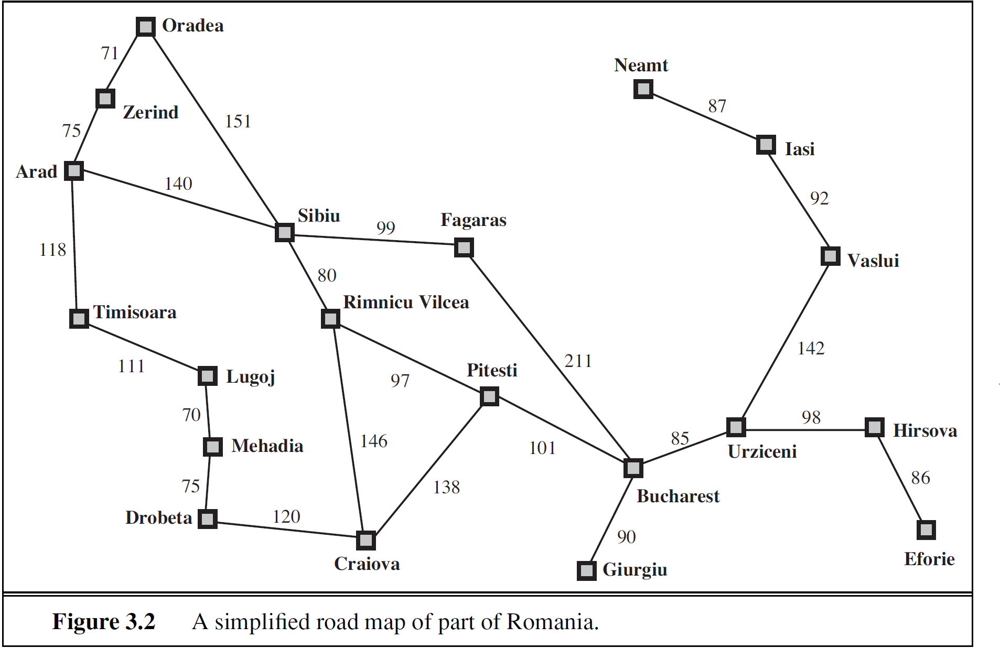 Oradea
71
Neamt
87
Zerind
151
75
Iasi
Arad
140
92
Sibiu
Fagaras
99
118
Vaslui
80
Rimnicu Vilcea
Timisoara
142
211
111
Lugoj
97
Pitesti
70
98
Hirsova
146
85
Mehadia
101
Urziceni
86
75
138
Bucharest
Drobeta
120
90
Eforie
Craiova
Giurgiu
Figure 3.2 A simplified road map of part of Romania.